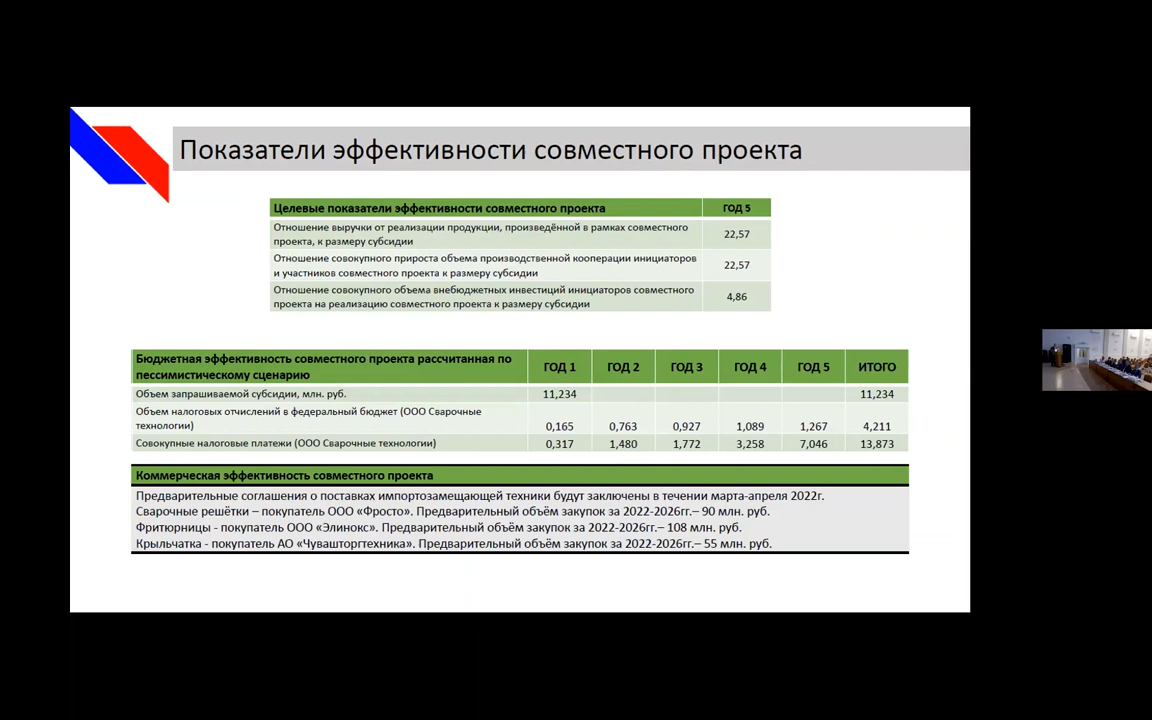 Показатели эффективности совместного проекта
Целевые показатели эффективности совместного проекта ГОД 5
Отношение выручки от реализации продукции, произведённой в рамках совместного
проекта, к размеру субсидии 22,57
Отношение совокупного прироста объема производственной кооперации инициаторов
и участников совместного проекта к размеру субсидии 22,57
Отношение совокупного объема внебюджетных инвестиций инициаторов совместного
проекта на реализацию совместного проекта к размеру субсидии 4,86
Бюджетная эффективность совместного проекта рассчитанная по
пессимистическому сценарию ГОД 1 ГОД 2 ГОД 3 ГОД 4 ГОД 5 ИТОГО
Объем запрашиваемой субсидии, млн. руб. 11,234 11,234
Объем налоговых отчислений в федеральный бюджет (ООО Сварочные
технологии) 0,165 0,763 0,927 1,089 1,267 4,211
Совокупные налоговые платежи (ООО Сварочные технологии) 0,317 1,480 1,772 3,258 7,046 13,873
Коммерческая эффективность совместного проекта
Предварительные соглашения о поставках импортозамещающей техники будут заключены в течении марта-апреля 2022г.
Сварочные решётки – покупатель ООО «Фросто». Предварительный объём закупок за 2022-2026гг.– 90 млн. руб.
Фритюрницы - покупатель ООО «Элинокс». Предварительный объём закупок за 2022-2026гг.– 108 млн. руб.
Крыльчатка - покупатель АО «Чувашторгтехника». Предварительный объём закупок за 2022-2026гг.– 55 млн. руб.